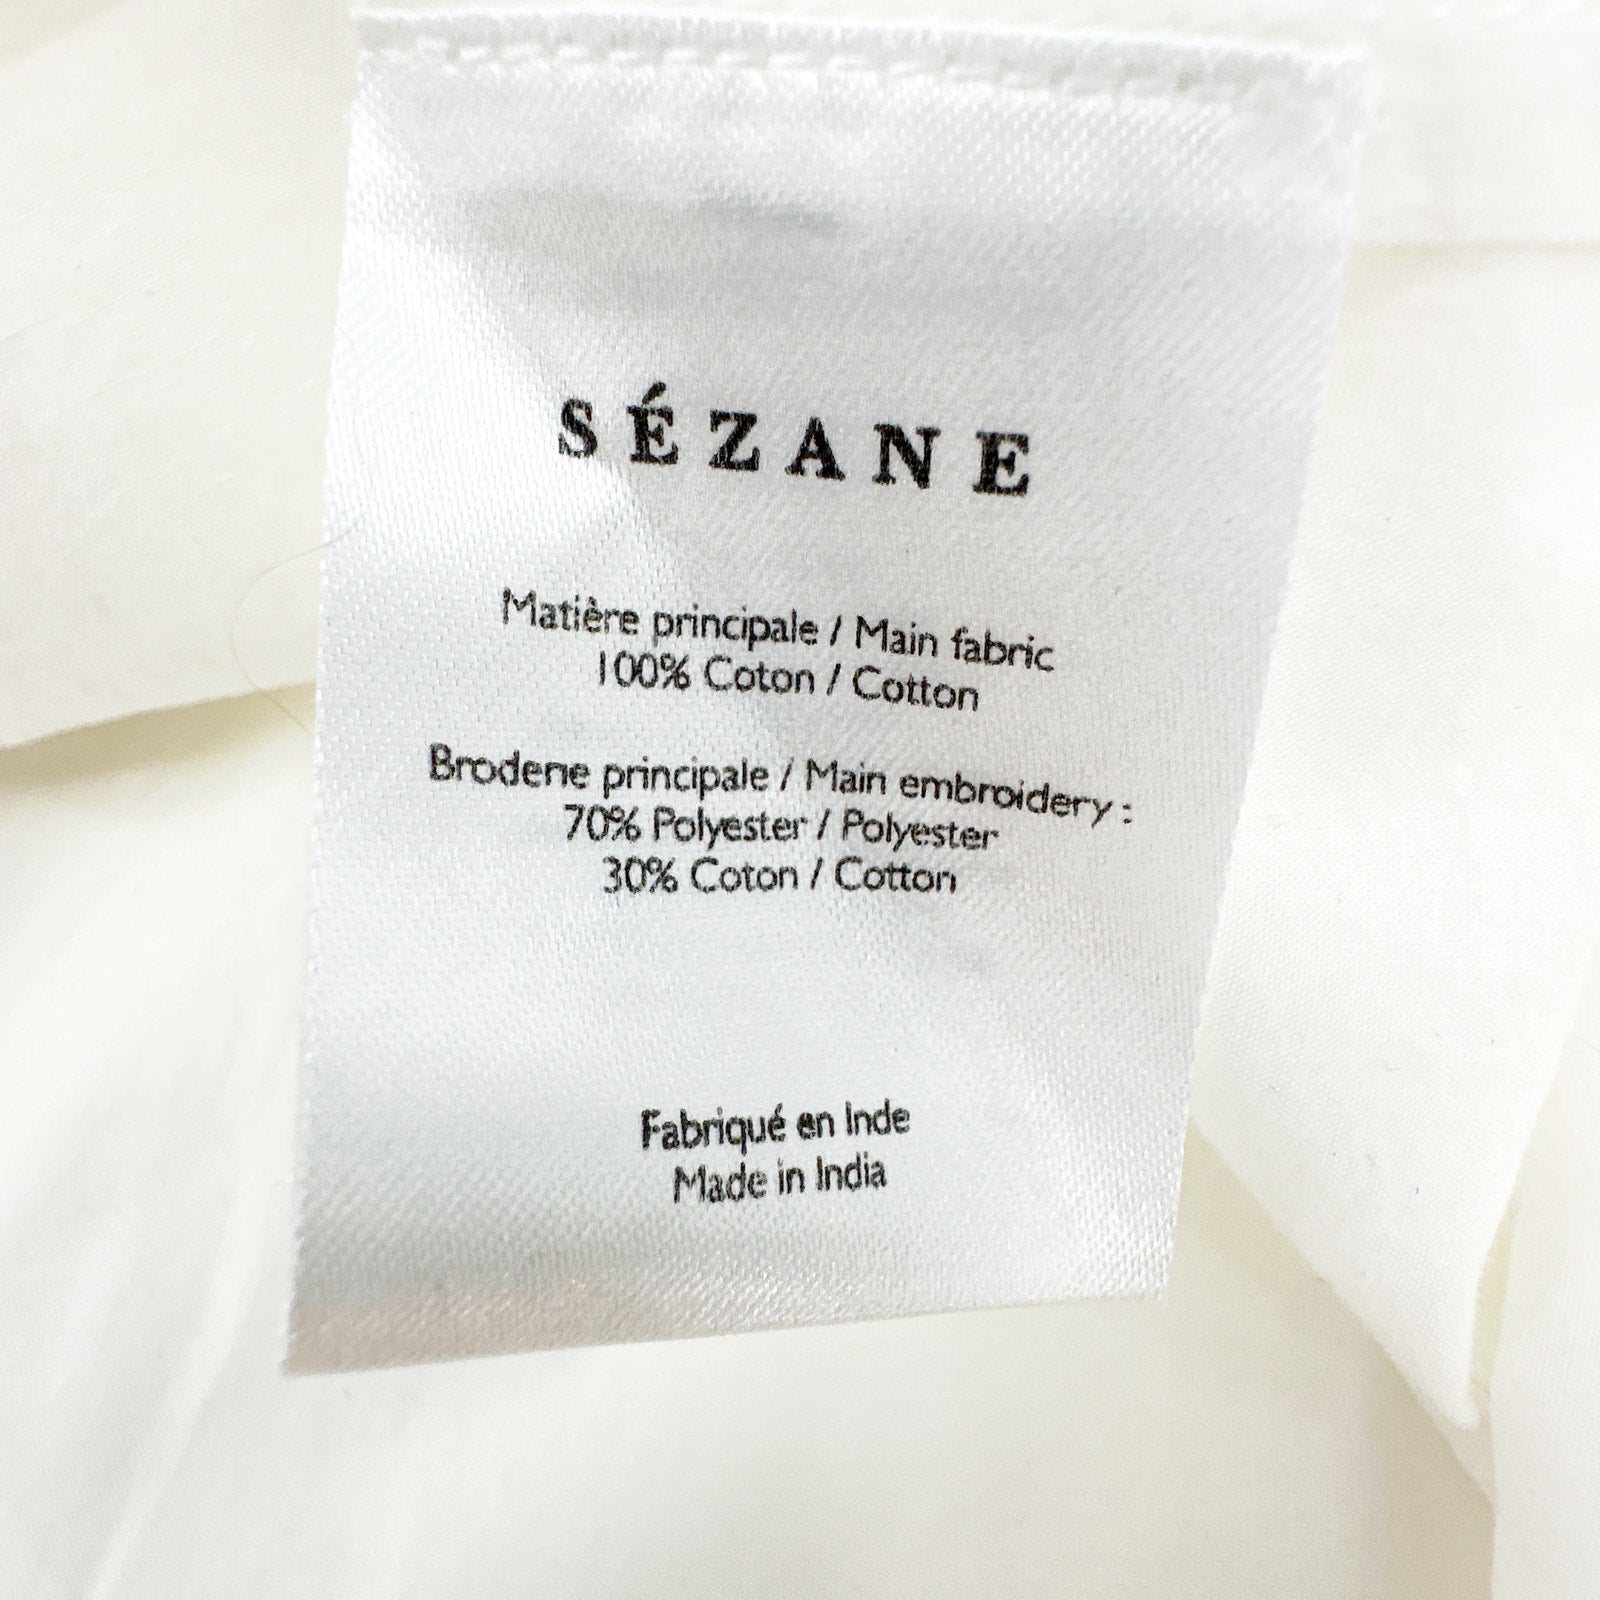 SÉZANE
Matière principale / Main fabric
100% Coton / Cotton
Broderie principale / Main embroidery :
70% Polyester / Polyester
30% Coton / Cotton
Fabriqué en Inde
Made in India